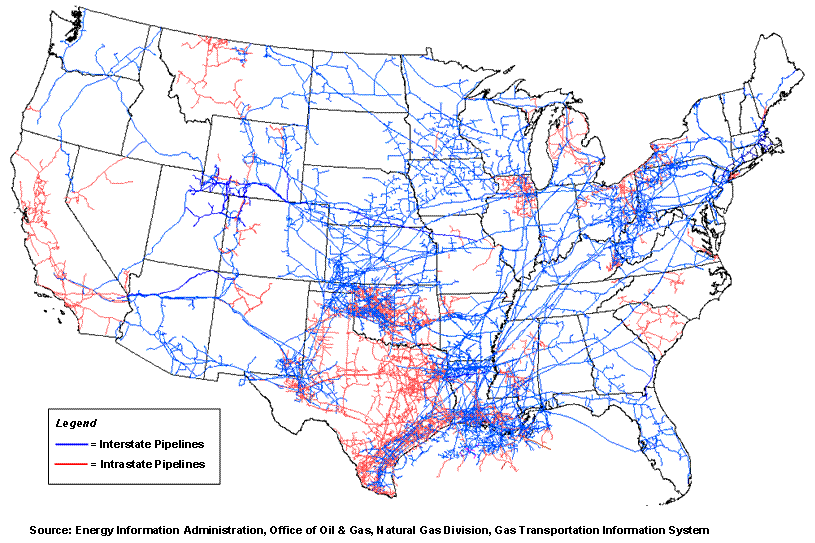 Legend
= Interstate Pipelines
= Intrastate Pipelines
Source: Energy Information Administration, Office of Oil & Gas, Natural Gas Division, Gas Transportation Information System